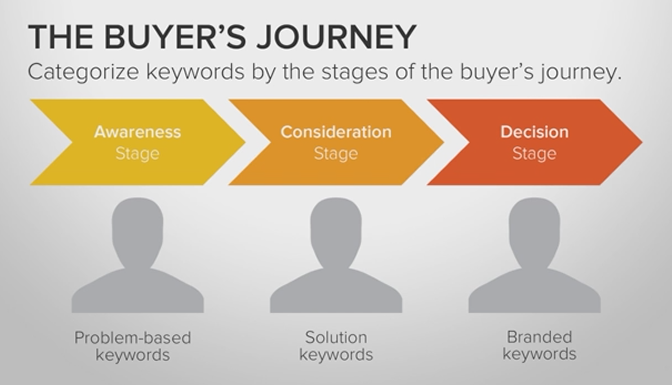 THE BUYER’S JOURNEY
Categorize keywords by the stages of the buyer’s journey.
Awareness
Stage
Consideration
Stage
Decision
Stage
Problem-based
keywords
Solution
keywords
Branded
keywords